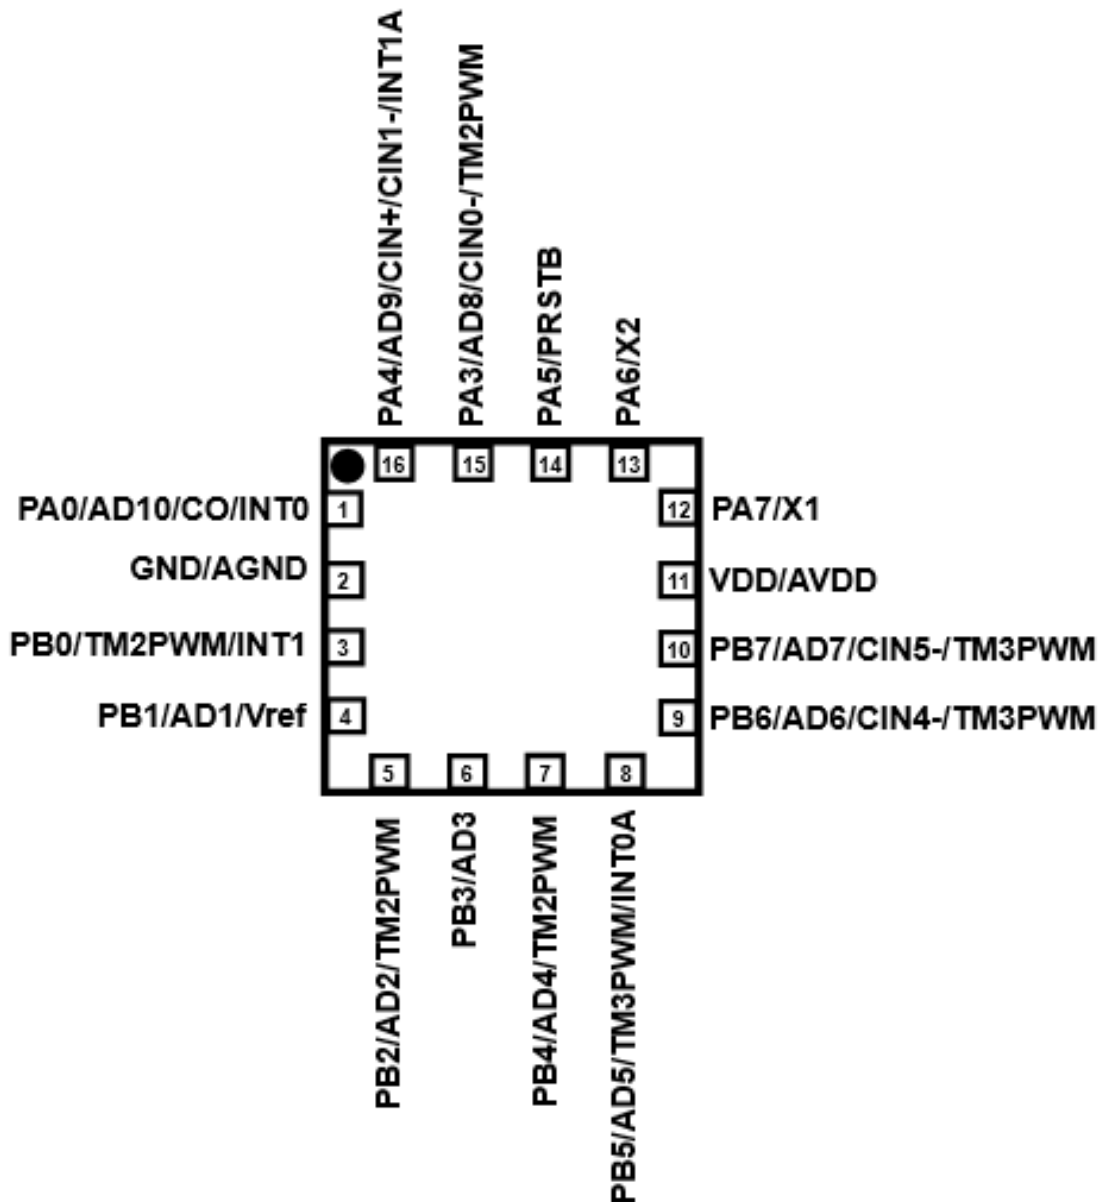 PA4/AD9/CIN+/CIN1-/INT1A
PA3/AD8/CIN0-/TM2PWM
PA5/PRSTB
PA6/X2
16
15
14
13
PA0/AD10/CO/INT0
1
12
PA7/X1
GND/AGND
2
11
VDD/AVDD
PB0/TM2PWM/INT1
3
10
PB7/AD7/CIN5-/TM3PWM
PB1/AD1/Vref
4
9
PB6/AD6/CIN4-/TM3PWM
5
6
7
8
PB2/AD2/TM2PWM
PB3/AD3
PB4/AD4/TM2PWM
PB5/AD5/TM3PWM/INT0A